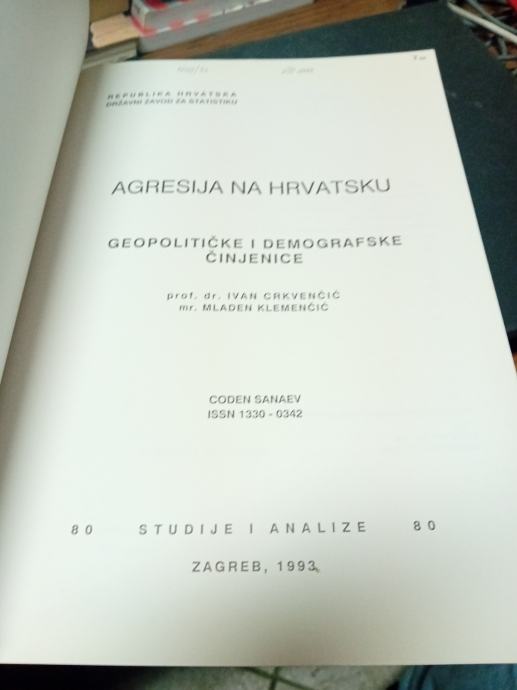 REPUBLIKA HRVATSKA
DRŽAVNI ZAVOD ZA STATISTIKU
AGRESIJA NA HRVATSKU
GEOPOLITIČKE I DEMOGRAFSKE
ČINJENICE
prof. dr. IVAN CRKVENČIĆ
mr. MLADEN KLEMENČIĆ
CODEN SANAEV
ISSN 1330 - 0342
80 STUDIJE I ANALIZE 80
ZAGREB, 1993.